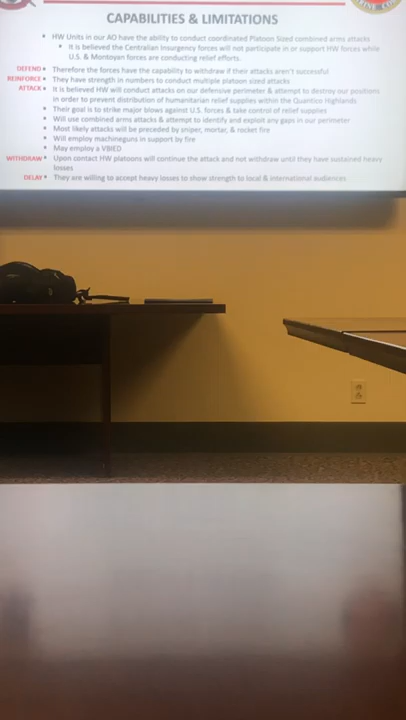 CAPABILITIES & LIMITATIONS
• HW Units in our AO have the ability to conduct coordinated Platoon Sized combined arms attacks
• It is believed the Centralian Insurgency forces will not participate in or support HW forces while
U.S. & Montoyan forces are conducting relief efforts.
DEFEND • Therefore the forces have the capability to withdraw if their attacks aren't successful
REINFORCE • They have strength in numbers to conduct multiple platoon sized attacks
ATTACK • It is believed HW will conduct attacks on our defensive perimeter & attempt to destroy our positions
in order to prevent distribution of humanitarian relief supplies within the Quantico Highlands
• Their goal is to strike major blows against U.S. forces & take control of relief supplies
• Will use combined arms attacks & attempt to identify and exploit any gaps in our perimeter
• Most likely attacks will be preceded by sniper, mortar, & rocket fire
• Will employ machineguns in support by fire
• May employ a VBIED
WITHDRAW • Upon contact HW platoons will continue the attack and not withdraw until they have sustained heavy
losses
DELAY • They are willing to accept heavy losses to show strength to local & international audiences